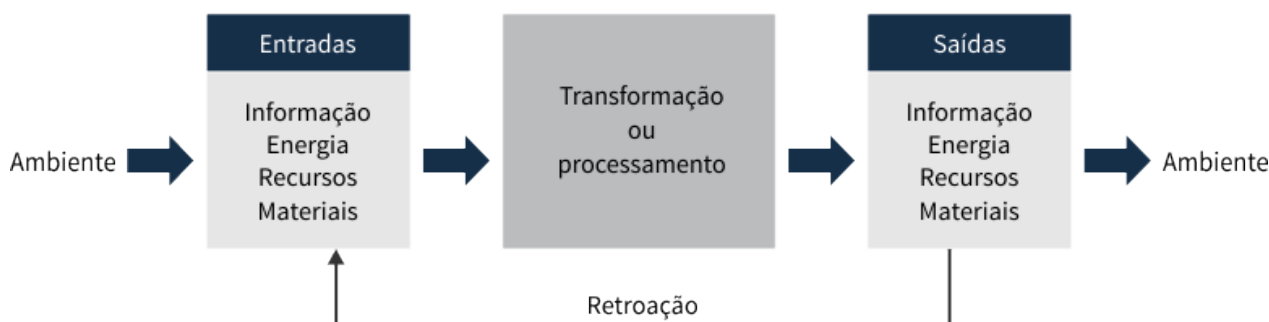 Entradas
Saídas
Informação
Energia
Recursos
Materiais
Transformação
ou
processamento
Informação
Energia
Recursos
Materiais
Ambiente
Ambiente
Retroação